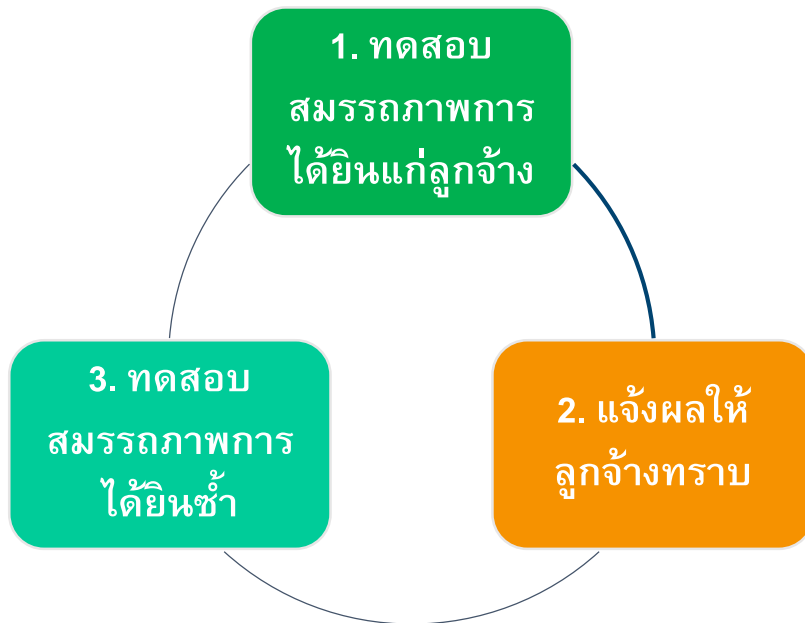 1. ทดสอบ
สมรรถภาพการ
ได้ยินแก่ลูกจ้าง
2. แจ้งผลให้
ลูกจ้างทราบ
3. ทดสอบ
สมรรถภาพการ
ได้ยินซ้ำ